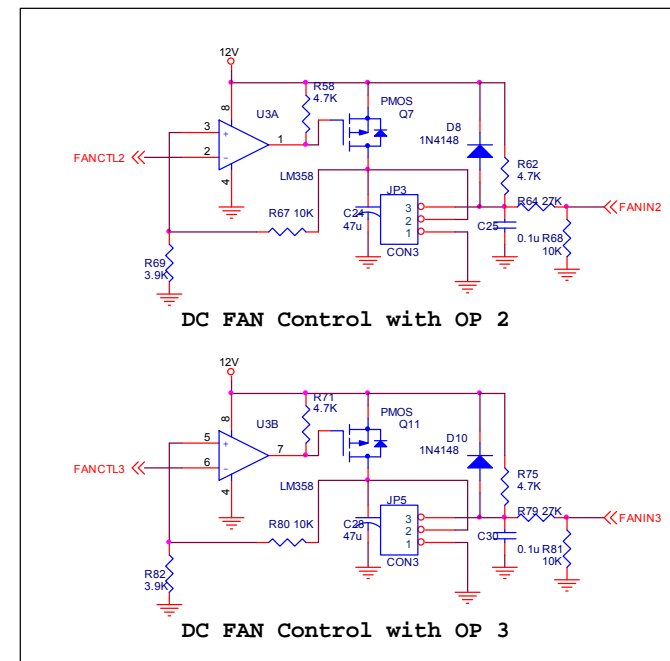 12V
R58
4.7K
PMOS
Q7
U3A
8
3
2
1
4
D8
1N4148
FANCTL2
LM358
R62
4.7K
JP3
3
2
1
R64 27K
FANIN2
R67 10K
C24
47u
C25
0.1u
R68
10K
CON3
R69
3.9K
DC FAN Control with OP 2
12V
R71
4.7K
PMOS
Q11
U3B
8
5
6
7
4
D10
1N4148
FANCTL3
LM358
R75
4.7K
JP5
3
2
1
R79 27K
FANIN3
R80 10K
C28
47u
C30
0.1u
R81
10K
CON3
R82
3.9K
DC FAN Control with OP 3